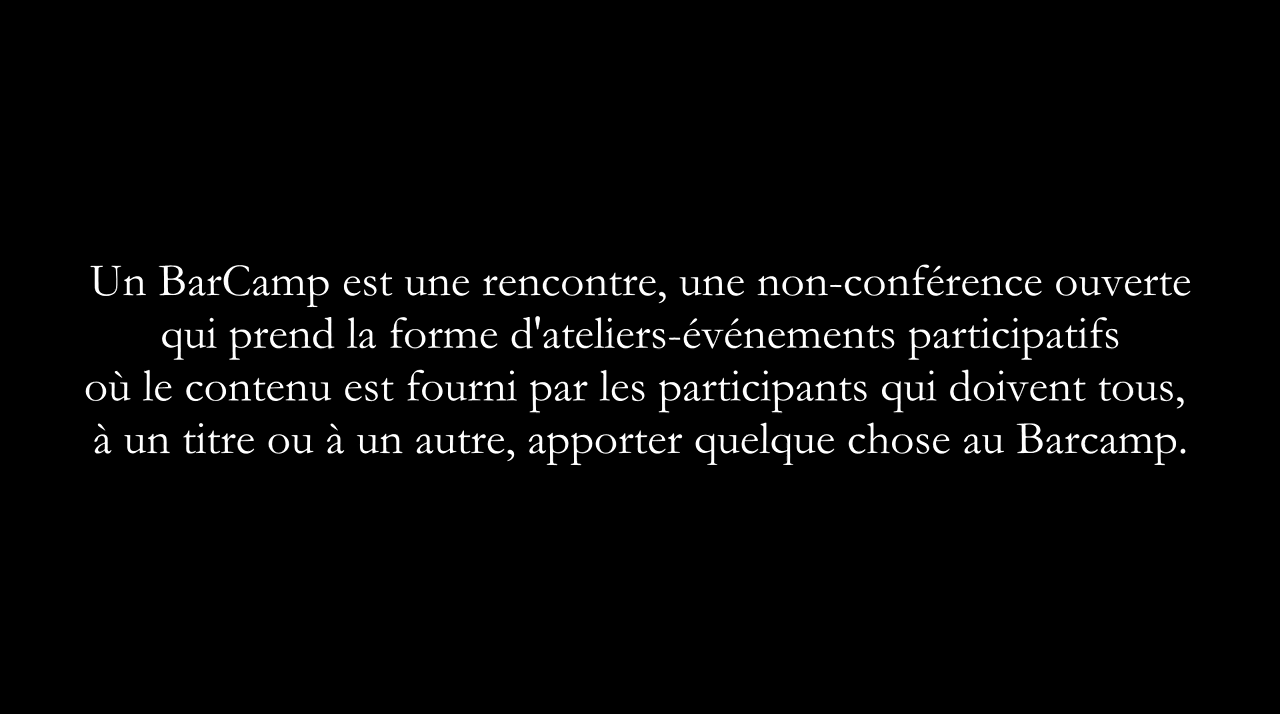 Un BarCamp est une rencontre, une non-conférence ouverte
qui prend la forme d'ateliers-événements participatifs
où le contenu est fourni par les participants qui doivent tous,
à un titre ou à un autre, apporter quelque chose au Barcamp.